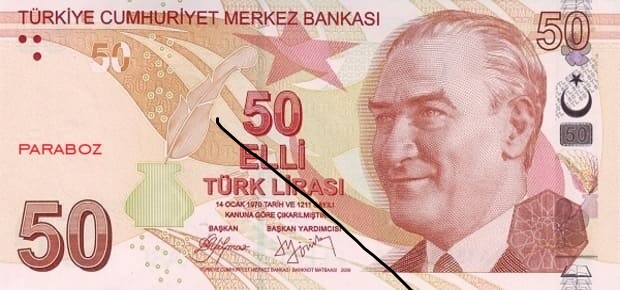 TÜRKİYE CUMHURİYET MERKEZ BANKASI
50
50
50
ELLİ
TÜRK LİRASI
PARABOZ
14 OCAK 1970 TARİH VE 1211 SAYILI
KANUNA GÖRE ÇIKARILMIŞTIR
BAŞKAN BAŞKAN YARDIMCISI
50
50
TÜRKİYE CUMHURİYET MERKEZ BANKASI BANKNOT MATBAASI 2009